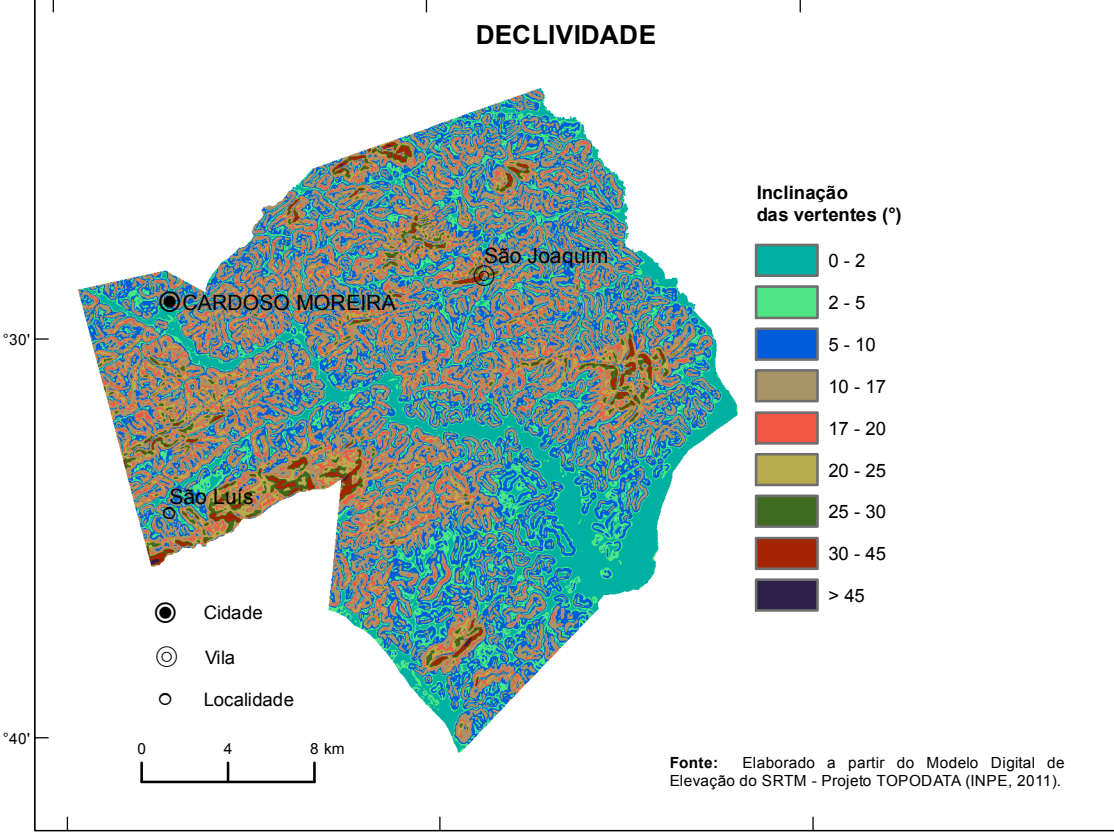 DECLIVIDADE
Inclinação
das vertentes (°)
0 - 2
2 - 5
5 - 10
10 - 17
17 - 20
20 - 25
25 - 30
30 - 45
> 45
São Joaquim
CARDOSO MOREIRA
°30'
São Luís
Cidade
Vila
Localidade
°40'
0 4 8 km
Fonte: Elaborado a partir do Modelo Digital de
Elevação do SRTM - Projeto TOPODATA (INPE, 2011).